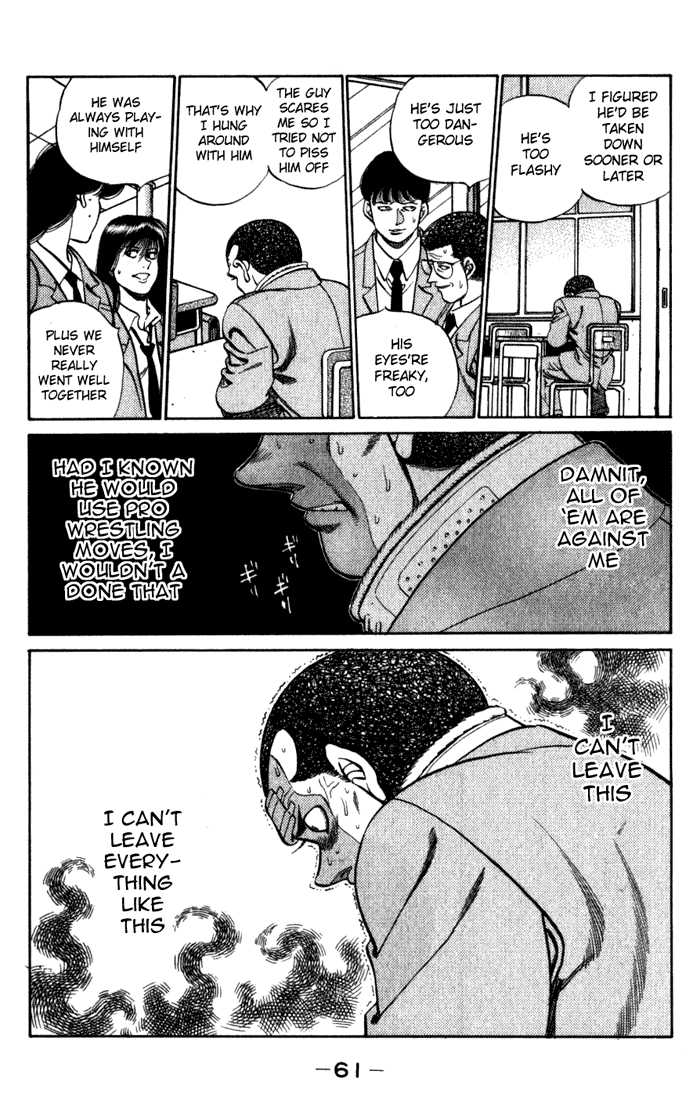 I FIGURED
HE'D BE
TAKEN
DOWN
SOONER OR
LATER
HE'S
TOO
FLASHY
HE'S JUST
TOO DAN-
GEROUS
HIS
EYES'RE
FREAKY,
TOO
THE GUY
SCARES
ME SO I
TRIED NOT
TO PISS
HIM OFF
THAT'S WHY
I HUNG
AROUND
WITH HIM
HE WAS
ALWAYS PLAY-
ING WITH
HIMSELF
PLUS WE
NEVER
REALLY
WENT WELL
TOGETHER
DAMNIT,
ALL OF
'EM ARE
AGAINST
ME
HAD I KNOWN
HE WOULD
USE PRO
WRESTLING
MOVES, I
WOULDN'T A
DONE THAT
ギリ
ギリ
I
CAN'T
LEAVE
THIS
I CAN'T
LEAVE
EVERY-
THING
LIKE
THIS
-61-